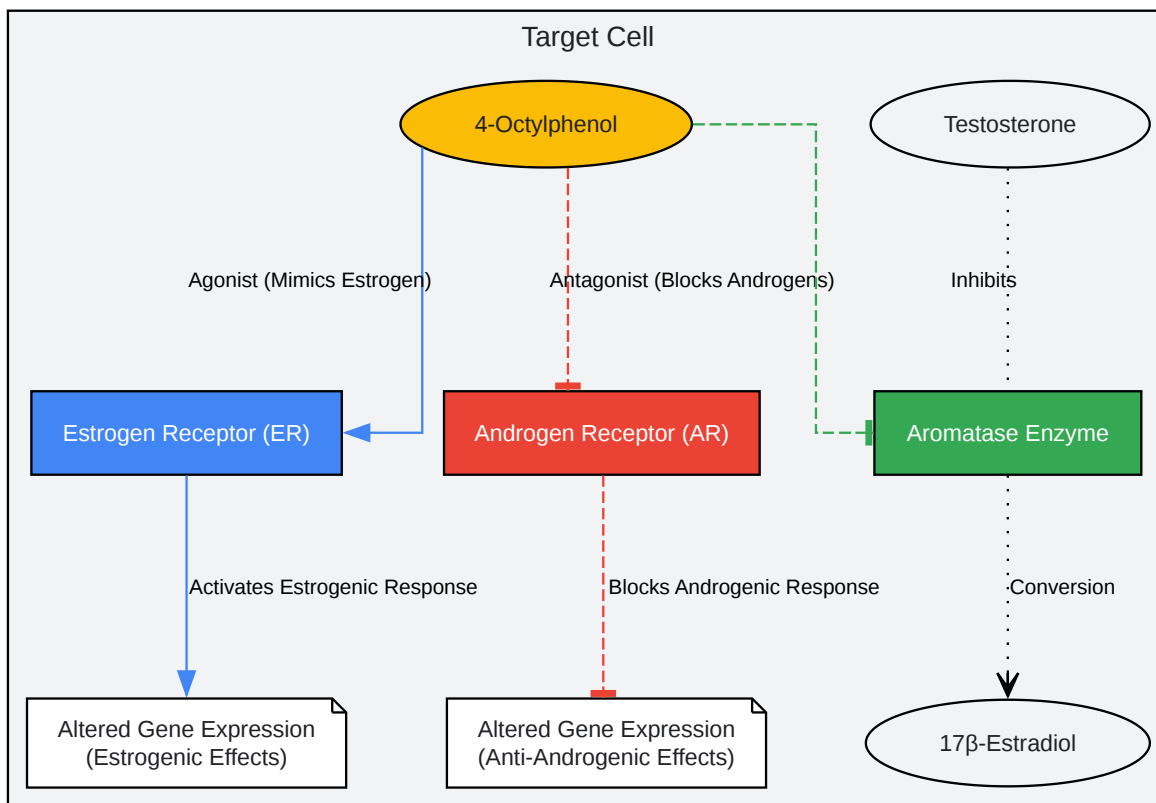 Target Cell
4-Octylphenol
Testosterone
Agonist (Mimics Estrogen)
Antagonist (Blocks Androgens)
Inhibits
Estrogen Receptor (ER)
Androgen Receptor (AR)
Aromatase Enzyme
Activates Estrogenic Response
Blocks Androgenic Response
Conversion
Altered Gene Expression
(Estrogenic Effects)
Altered Gene Expression
(Anti-Androgenic Effects)
17β-Estradiol